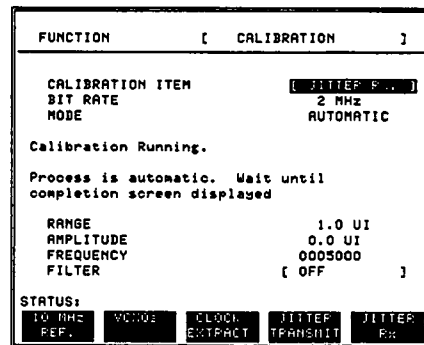 FUNCTION [ CALIBRATION ]
CALIBRATION ITEM [ JITTER R.. ]
BIT RATE 2 MHz
MODE AUTOMATIC
Calibration Running.
Process is automatic. Wait until
completion screen displayed
RANGE 1.0 UI
AMPLITUDE 0.0 UI
FREQUENCY 0005000
FILTER [ OFF ]
STATUS:
10 MHz VCXOs CLOCK JITTER JITTER
REF. EXTRACT TRANSMIT Rx